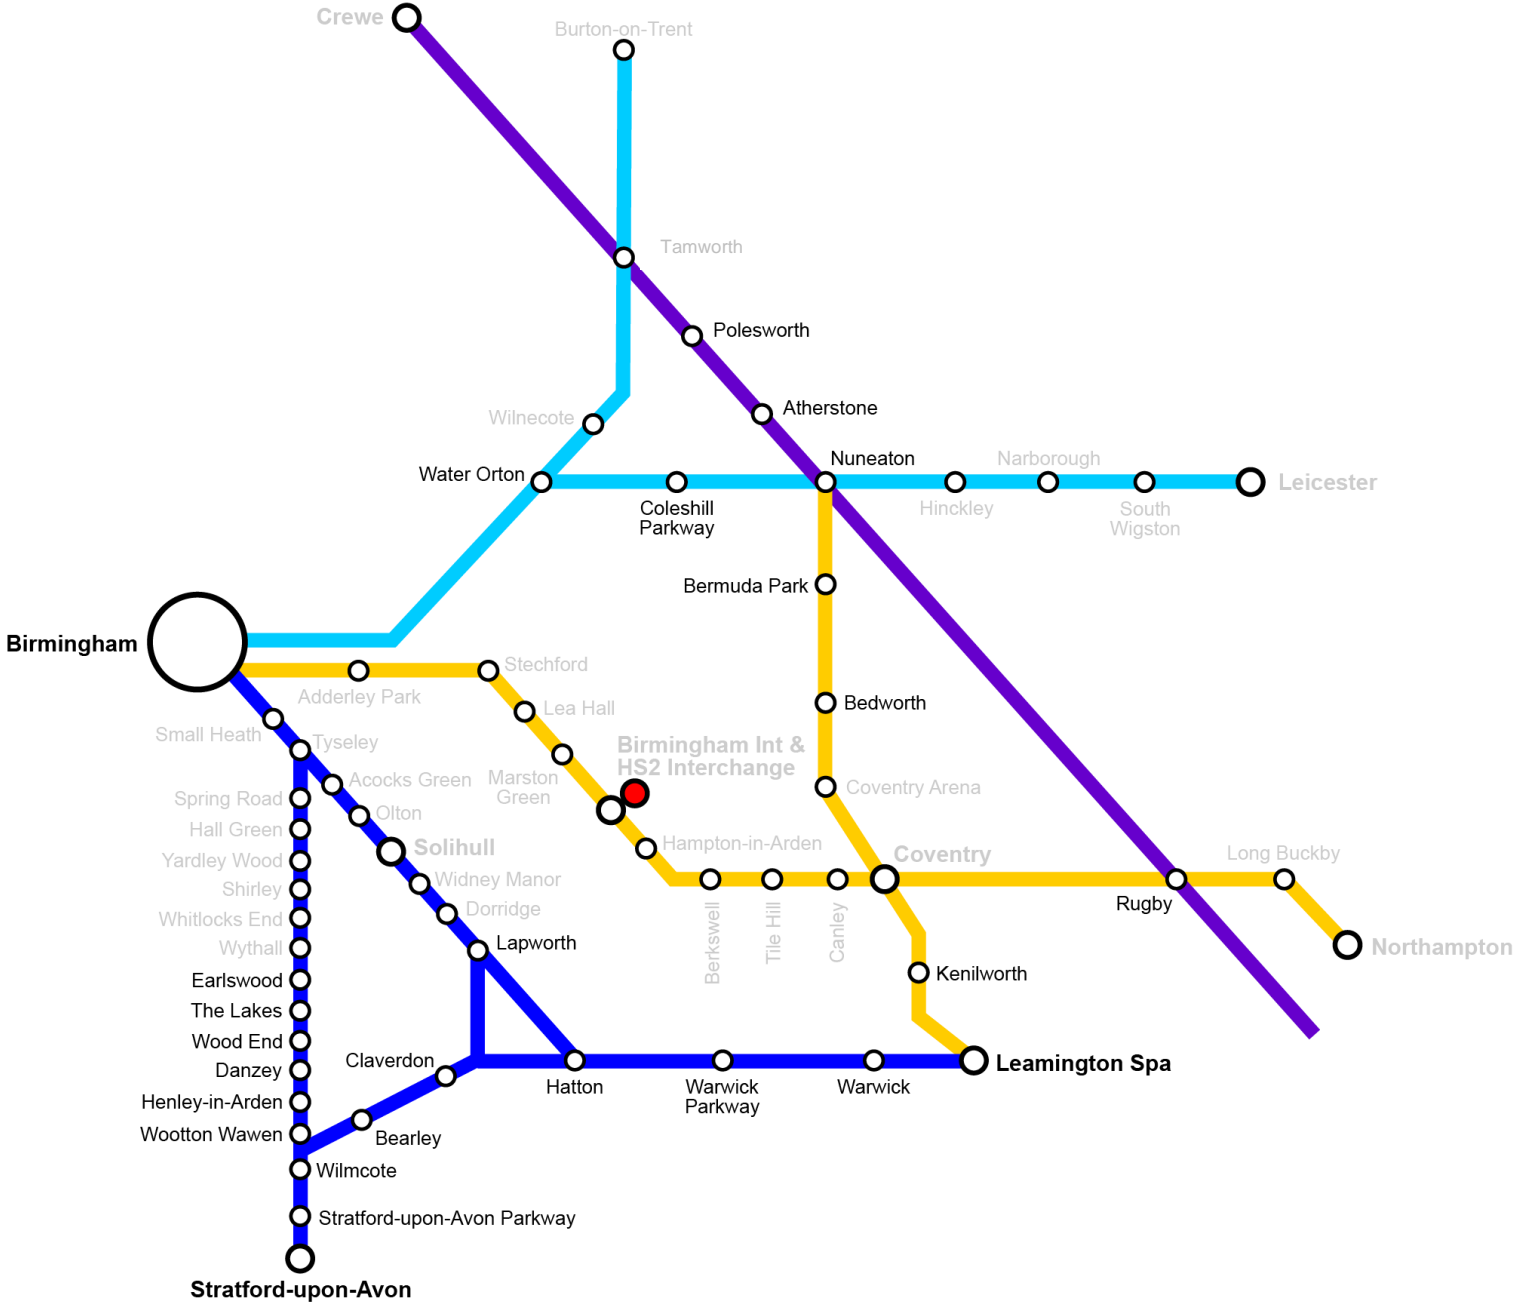 Crewe
Burton-on-Trent
Tamworth
Polesworth
Atherstone
Wilnecote
Nuneaton
Narborough
Water Orton
Leicester
Coleshill
Parkway
Hinckley
South
Wigston
Bermuda Park
Birmingham
Stechford
Adderley Park
Bedworth
Lea Hall
Small Heath
Tyseley
Birmingham Int &
HS2 Interchange
Marston
Green
Acocks Green
Coventry Arena
Spring Road
Olton
Hall Green
Solihull
Hampton-in-Arden
Coventry
Long Buckby
Yardley Wood
Widney Manor
Shirley
Dorridge
Rugby
Whitlocks End
Berkswell
Tile Hill
Canley
Wythall
Lapworth
Northampton
Earlswood
Kenilworth
The Lakes
Wood End
Claverdon
Danzey
Leamington Spa
Hatton
Warwick
Parkway
Warwick
Henley-in-Arden
Wootton Wawen
Bearley
Wilmcote
Stratford-upon-Avon Parkway
Stratford-upon-Avon